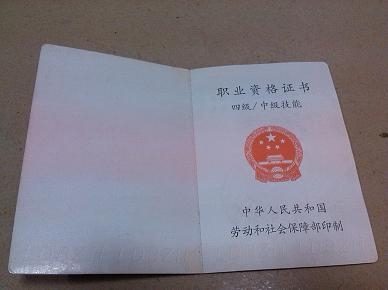 职业资格证书
四级/中级技能
中华人民共和国
劳动和社会保障部印制